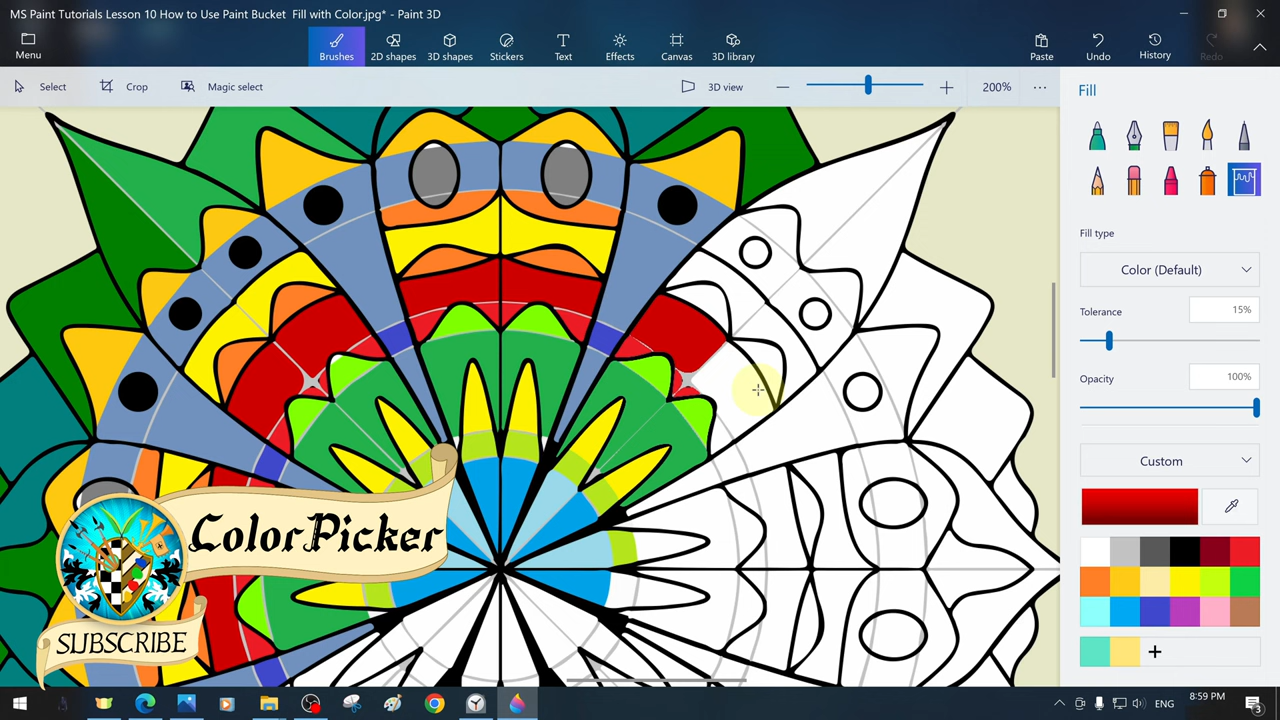 MS Paint Tutorials Lesson 10 How to Use Paint Bucket Fill with Color.jpg* - Paint 3D
Menu
Brushes
2D shapes
3D shapes
Stickers
Text
Effects
Canvas
3D library
Paste
Undo
History
Redo
Select
Crop
Magic select
3D view
200%
Fill
Fill type
Color (Default)
Tolerance
15%
Opacity
100%
Custom
ColorPicker
SUBSCRIBE
ENG
8:59 PM
3